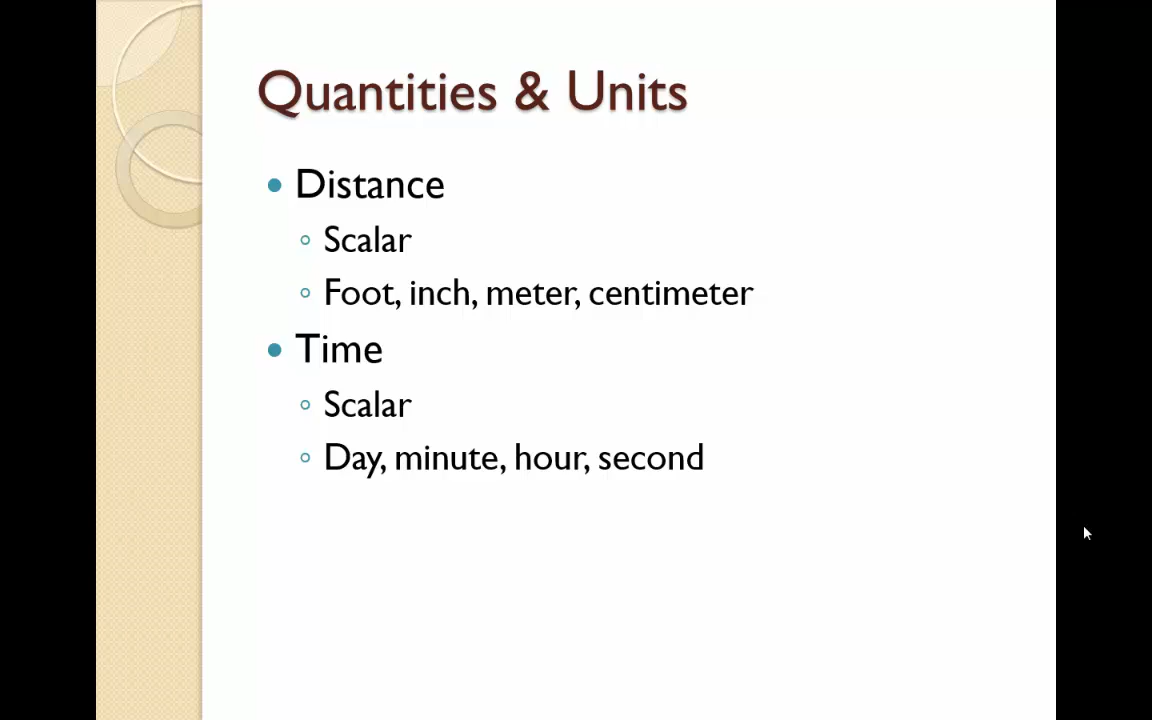 Quantities & Units
Distance
Scalar
Foot, inch, meter, centimeter
Time
Scalar
Day, minute, hour, second